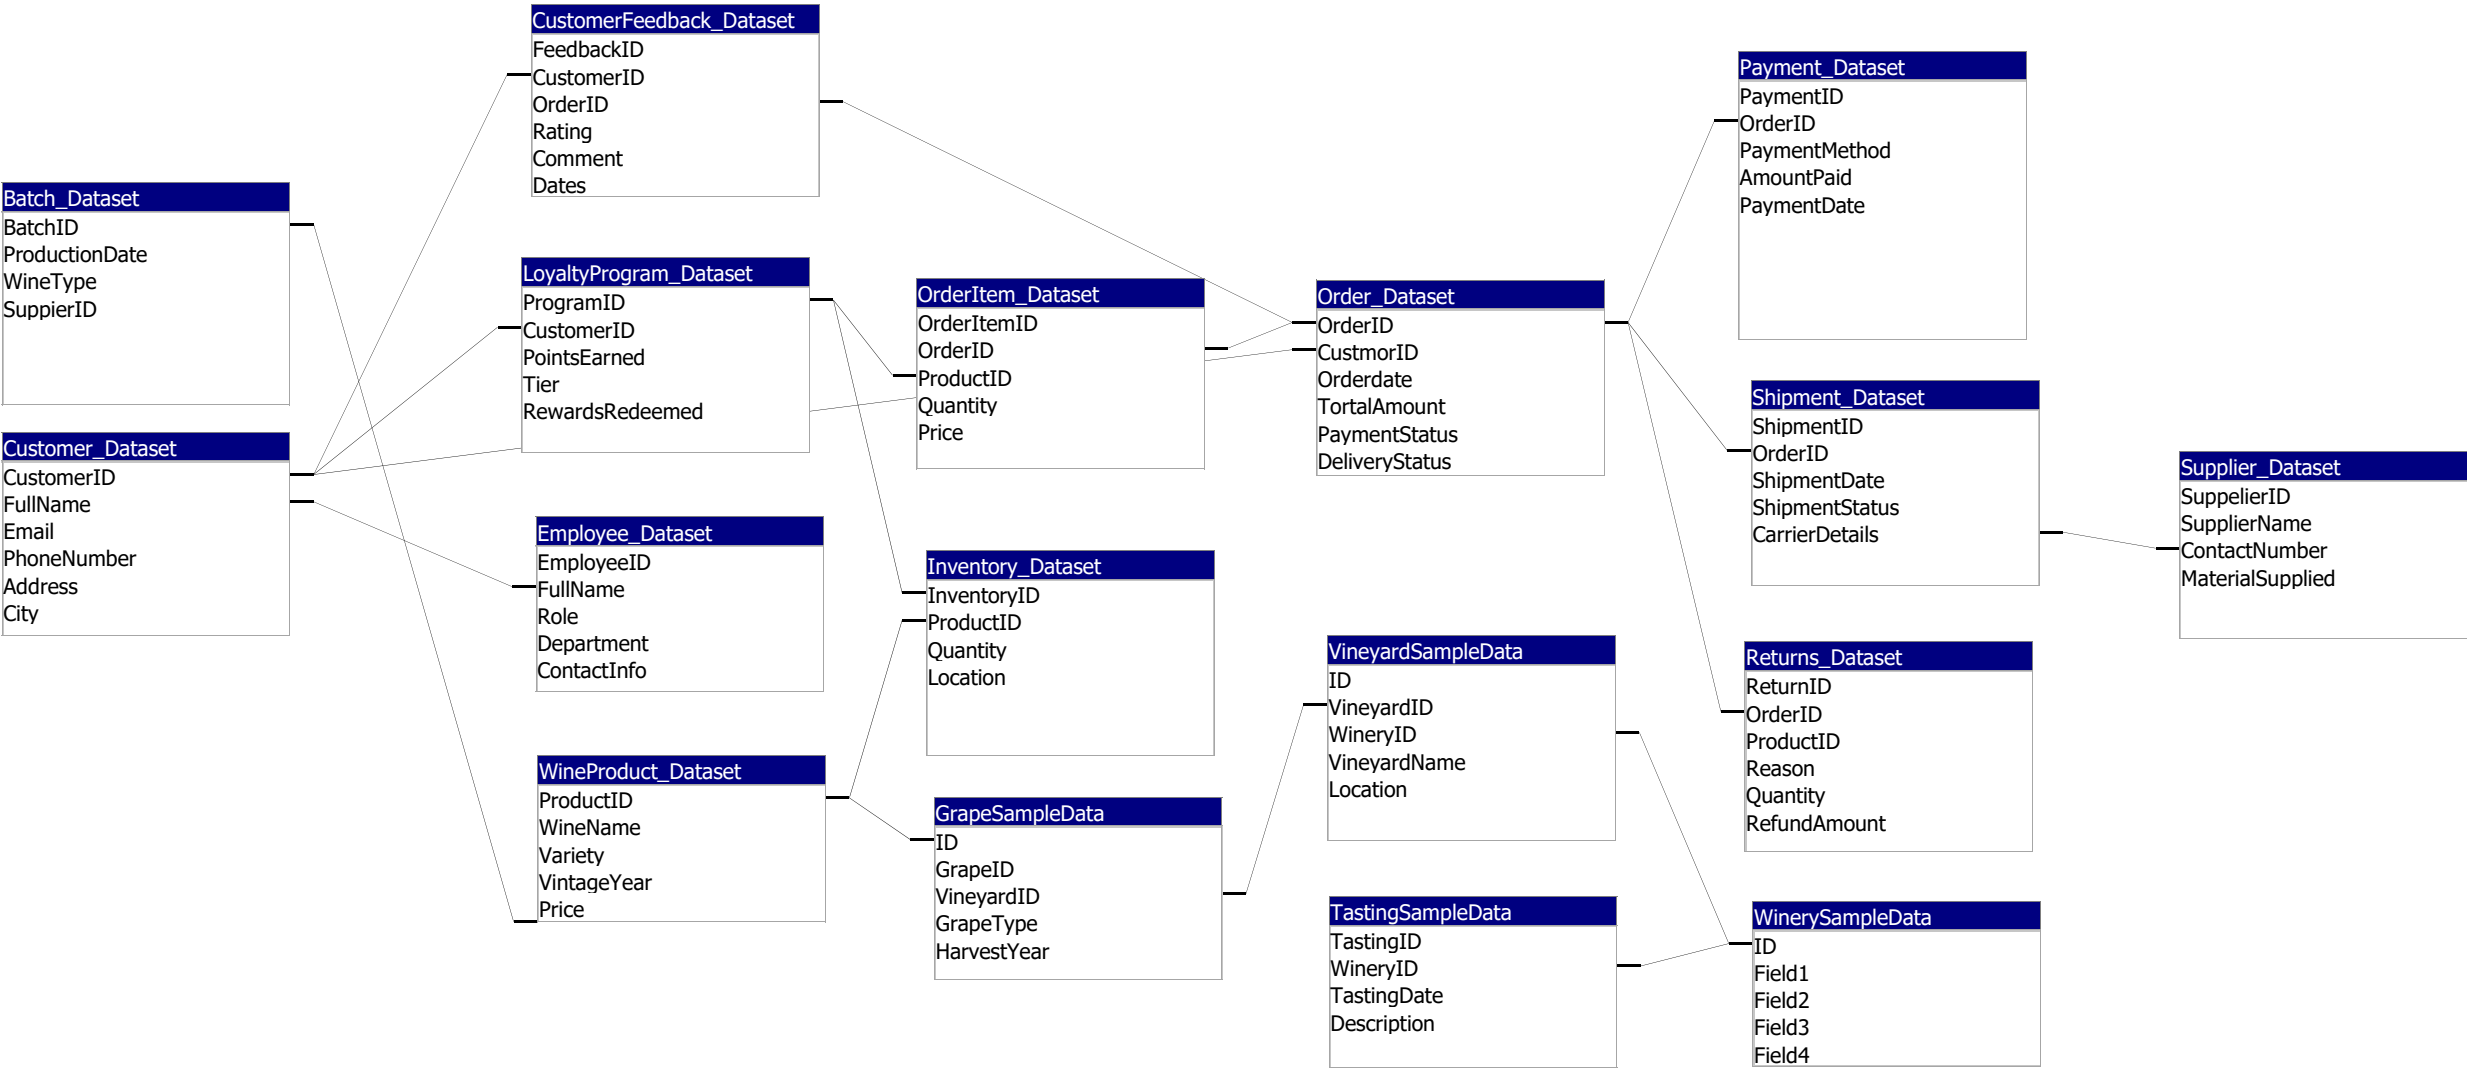 CustomerFeedback_Dataset
FeedbackID
CustomerID
OrderID
Rating
Comment
Dates
Payment_Dataset
PaymentID
OrderID
PaymentMethod
AmountPaid
PaymentDate
Batch_Dataset
BatchID
ProductionDate
WineType
SuppierID
LoyaltyProgram_Dataset
ProgramID
CustomerID
PointsEarned
Tier
RewardsRedeemed
OrderItem_Dataset
OrderItemID
OrderID
ProductID
Quantity
Price
Order_Dataset
OrderID
CustmorID
Orderdate
TortalAmount
PaymentStatus
DeliveryStatus
Shipment_Dataset
ShipmentID
OrderID
ShipmentDate
ShipmentStatus
CarrierDetails
Supplier_Dataset
SuppelierID
SupplierName
ContactNumber
MaterialSupplied
Customer_Dataset
CustomerID
FullName
Email
PhoneNumber
Address
City
Employee_Dataset
EmployeeID
FullName
Role
Department
ContactInfo
Inventory_Dataset
InventoryID
ProductID
Quantity
Location
VineyardSampleData
ID
VineyardID
WineryID
VineyardName
Location
Returns_Dataset
ReturnID
OrderID
ProductID
Reason
Quantity
RefundAmount
WineProduct_Dataset
ProductID
WineName
Variety
VintageYear
Price
GrapeSampleData
ID
GrapeID
VineyardID
GrapeType
HarvestYear
TastingSampleData
TastingID
WineryID
TastingDate
Description
WinerySampleData
ID
Field1
Field2
Field3
Field4